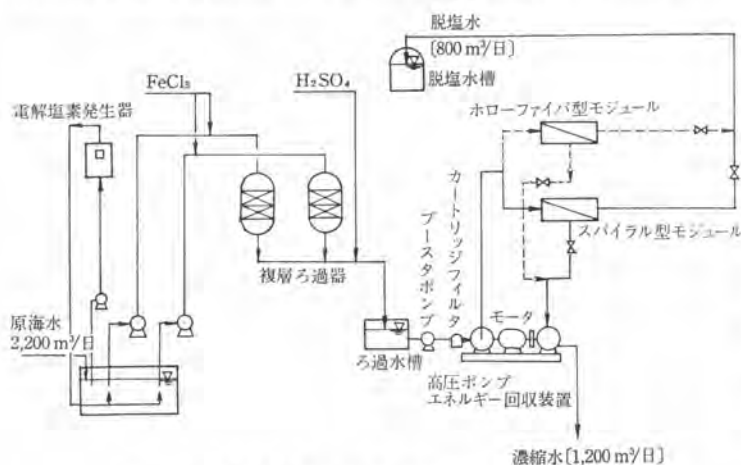 脱塩水
〔800 m³/日〕
脱塩水槽
FeCl₃
H₂SO₄
電解塩素発生器
ホローファイバ型モジュール
スパイラル型モジュール
カートリッジフィルタ
ブースタポンプ
複層ろ過器
モータ
原海水
2,200 m³/日
ろ過水槽
高圧ポンプ
エネルギー回収装置
濃縮水〔1,200 m³/日〕